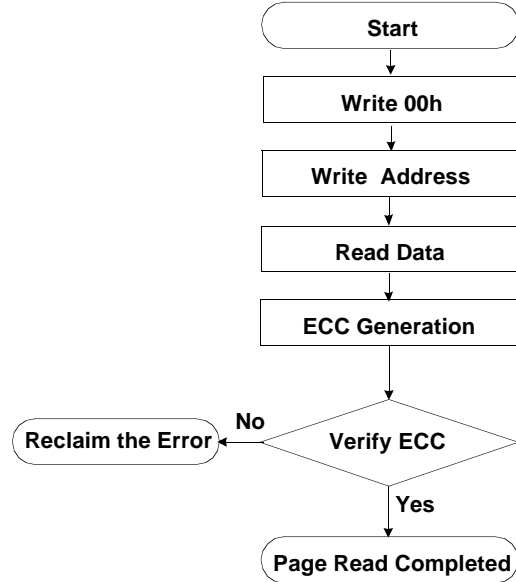 Start
Write 00h
Write Address
Read Data
ECC Generation
No
Reclaim the Error
Verify ECC
Yes
Page Read Completed